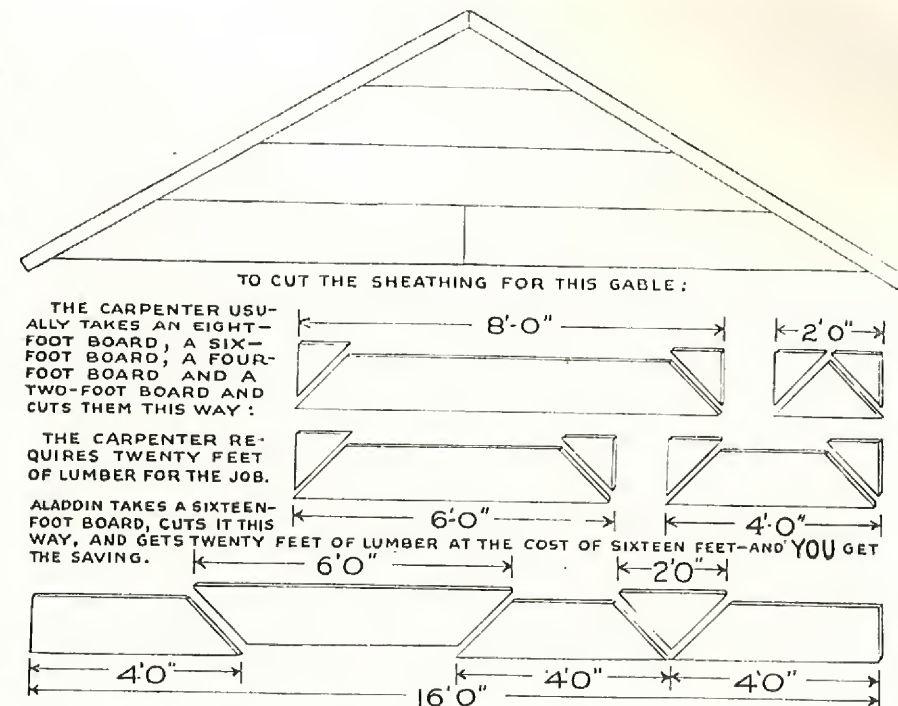 TO CUT THE SHEATHING FOR THIS GABLE:
THE CARPENTER USU-
ALLY TAKES AN EIGHT-
FOOT BOARD, A SIX-
FOOT BOARD, A FOUR-
FOOT BOARD AND A
TWO-FOOT BOARD AND
CUTS THEM THIS WAY:
8'-0"
2'0"
THE CARPENTER RE-
QUIRES TWENTY FEET
OF LUMBER FOR THE JOB.
6'-0"
4'-0"
ALADDIN TAKES A SIXTEEN-
FOOT BOARD, CUTS IT THIS
WAY, AND GETS TWENTY FEET OF LUMBER AT THE COST OF SIXTEEN FEET-AND YOU GET
THE SAVING.
6'0"
2'0"
4'0"
4'0"
4'0"
16'0"